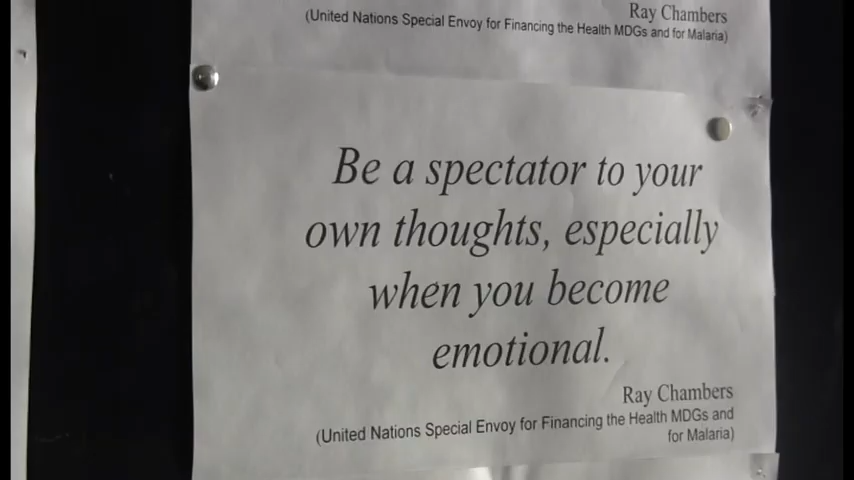 Ray Chambers
(United Nations Special Envoy for Financing the Health MDGs and for Malaria)
Be a spectator to your
own thoughts, especially
when you become
emotional.
Ray Chambers
(United Nations Special Envoy for Financing the Health MDGs and
for Malaria)